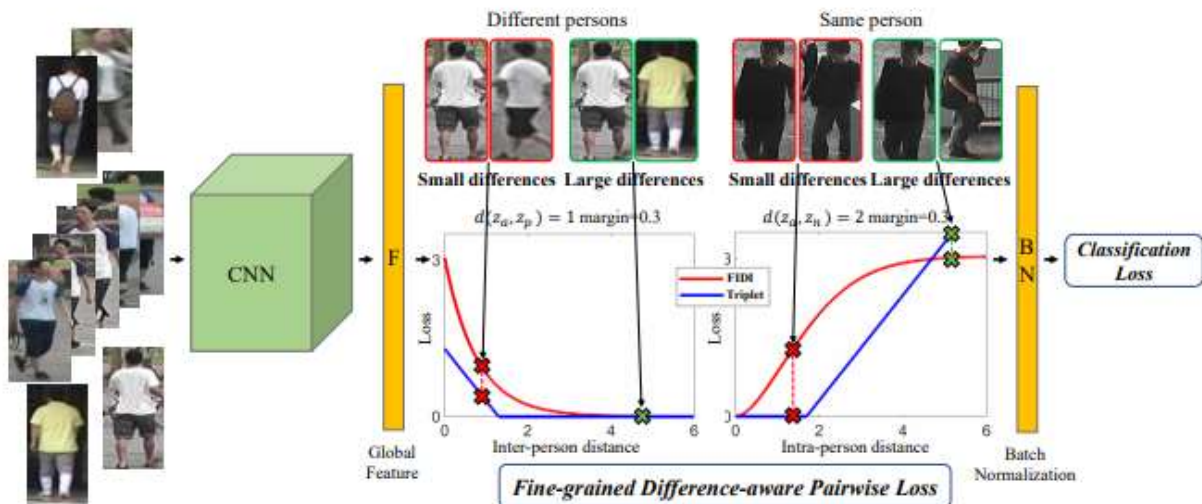 Different persons
Same person
Small differences Large differences
Small differences Large differences
d(z_a, z_p) = 1 margin=0.3
d(z_a, z_n) = 2 margin=0.3
CNN
F
3
Loss
0
0 2 4 6
Inter-person distance
FIDI
Triplet
3
Loss
0
0 2 4 6
Intra-person distance
B
N
Classification
Loss
Global
Feature
Batch
Normalization
Fine-grained Difference-aware Pairwise Loss